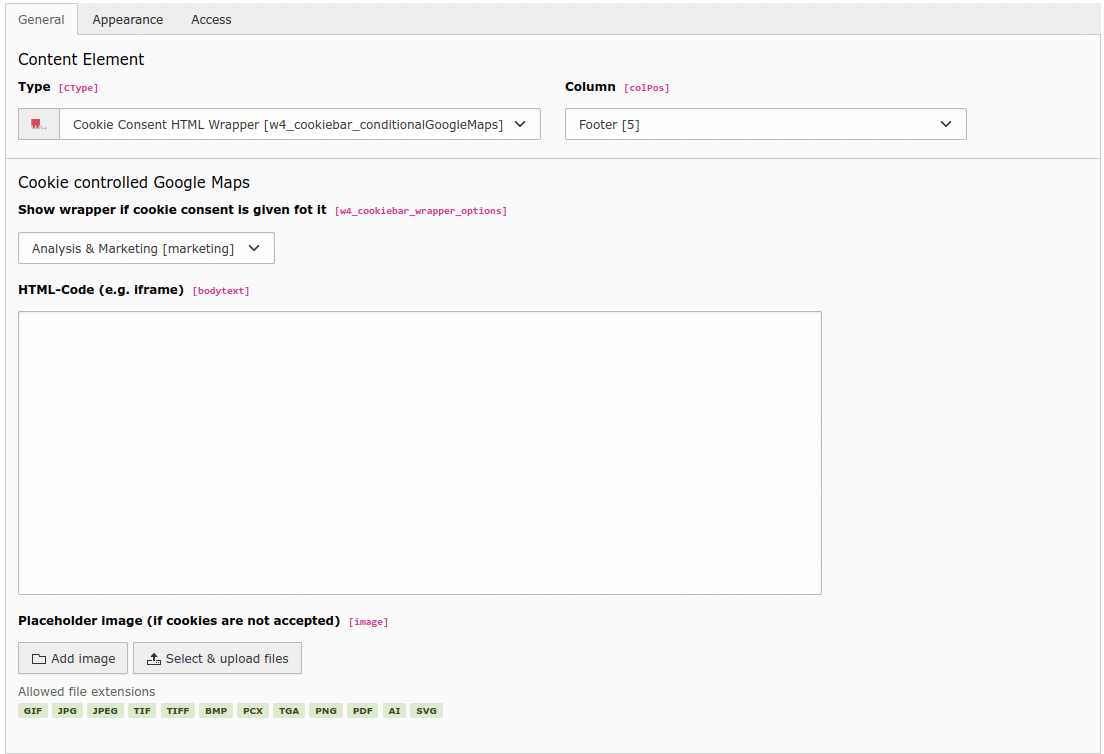 General Appearance Access
Content Element
Type [CType] Column [colPos]
Cookie Consent HTML Wrapper [w4_cookiebar_conditionalGoogleMaps] Footer [5]
Cookie controlled Google Maps
Show wrapper if cookie consent is given fot it [w4_cookiebar_wrapper_options]
Analysis & Marketing [marketing]
HTML-Code (e.g. iframe) [bodytext]
Placeholder image (if cookies are not accepted) [image]
Add image Select & upload files
Allowed file extensions
GIF JPG JPEG TIF TIFF BMP PCX TGA PNG PDF AI SVG